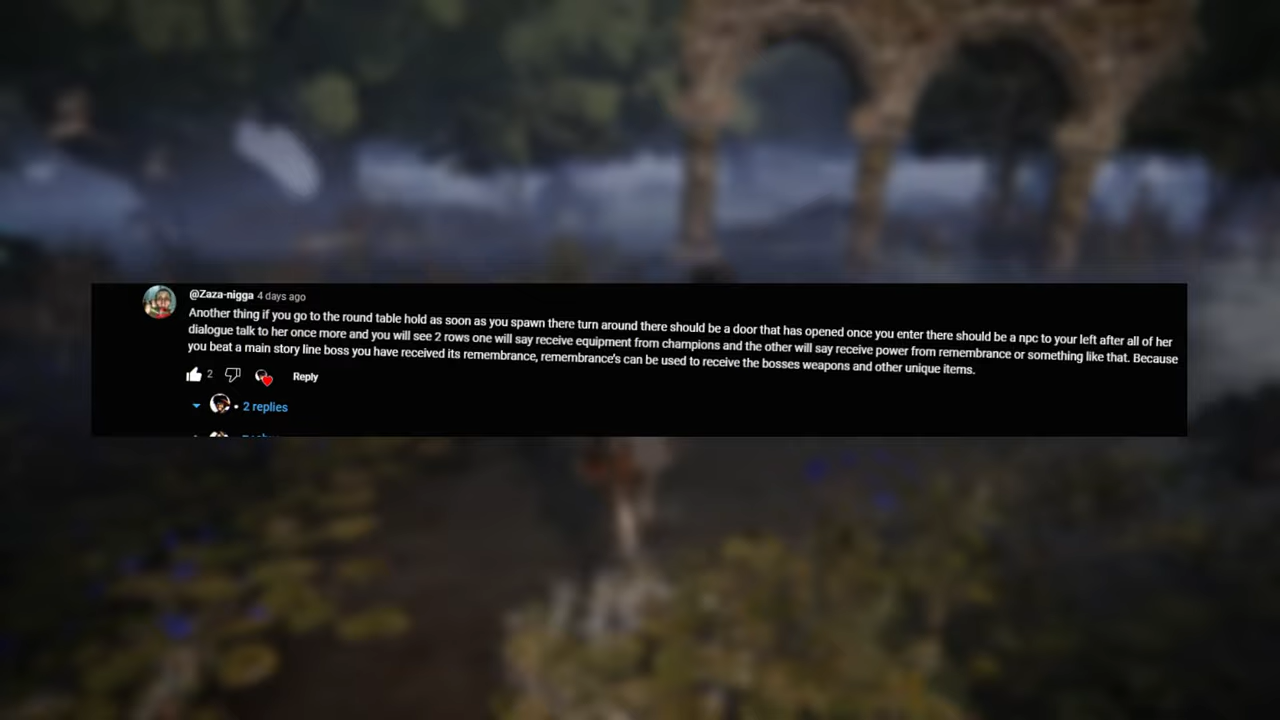 @Zaza-nigga 4 days ago
Another thing if you go to the round table hold as soon as you spawn there turn around there should be a door that has opened once you enter there should be a npc to your left after all of her
dialogue talk to her once more and you will see 2 rows one will say receive equipment from champions and the other will say receive power from remembrance or something like that. Because
you beat a main story line boss you have received its remembrance, remembrance's can be used to receive the bosses weapons and other unique items.
2 Reply
2 replies